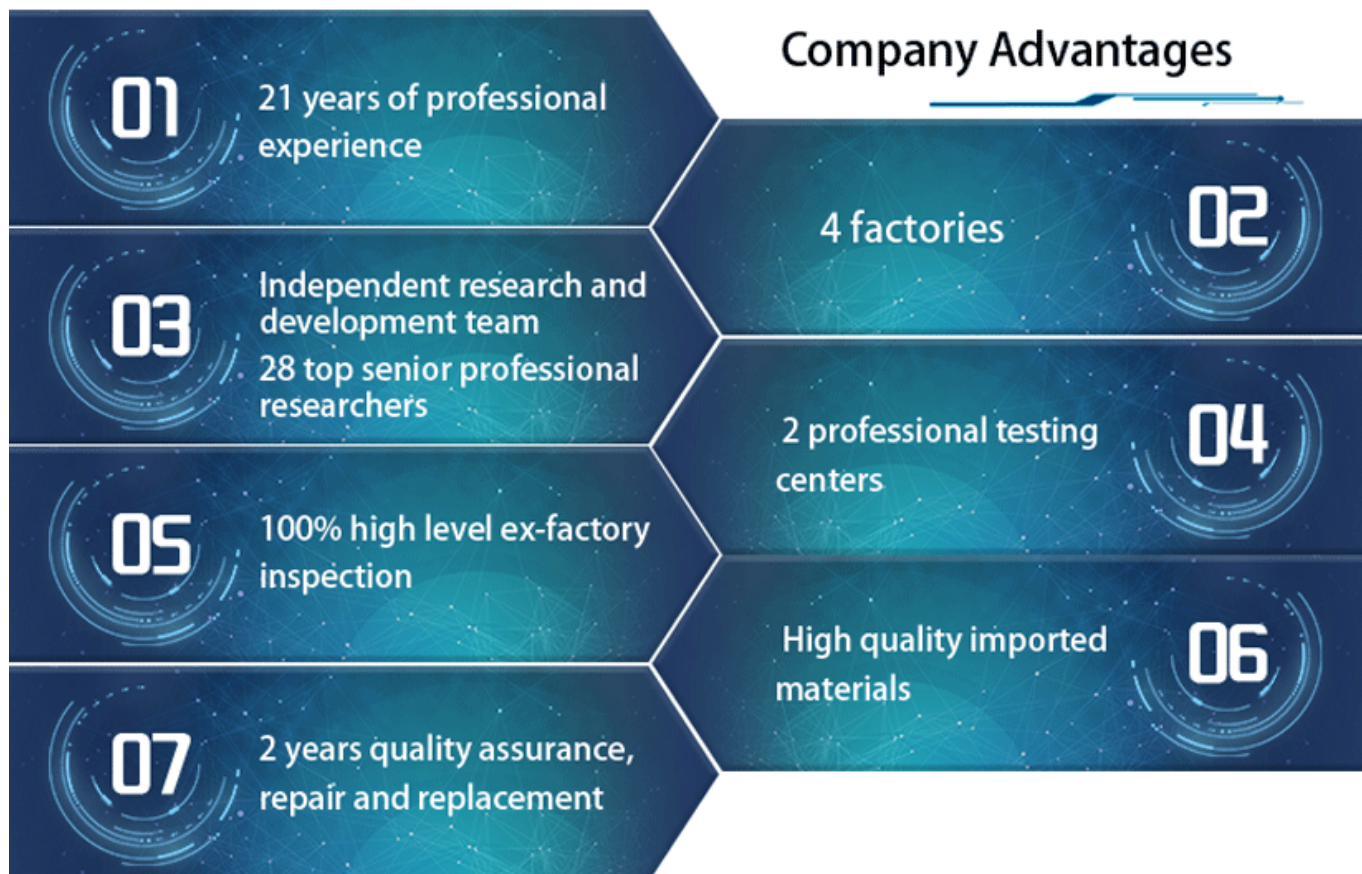 Company Advantages
01
21 years of professional
experience
02
4 factories
03
Independent research and
development team
28 top senior professional
researchers
04
2 professional testing
centers
05
100% high level ex-factory
inspection
06
High quality imported
materials
07
2 years quality assurance,
repair and replacement